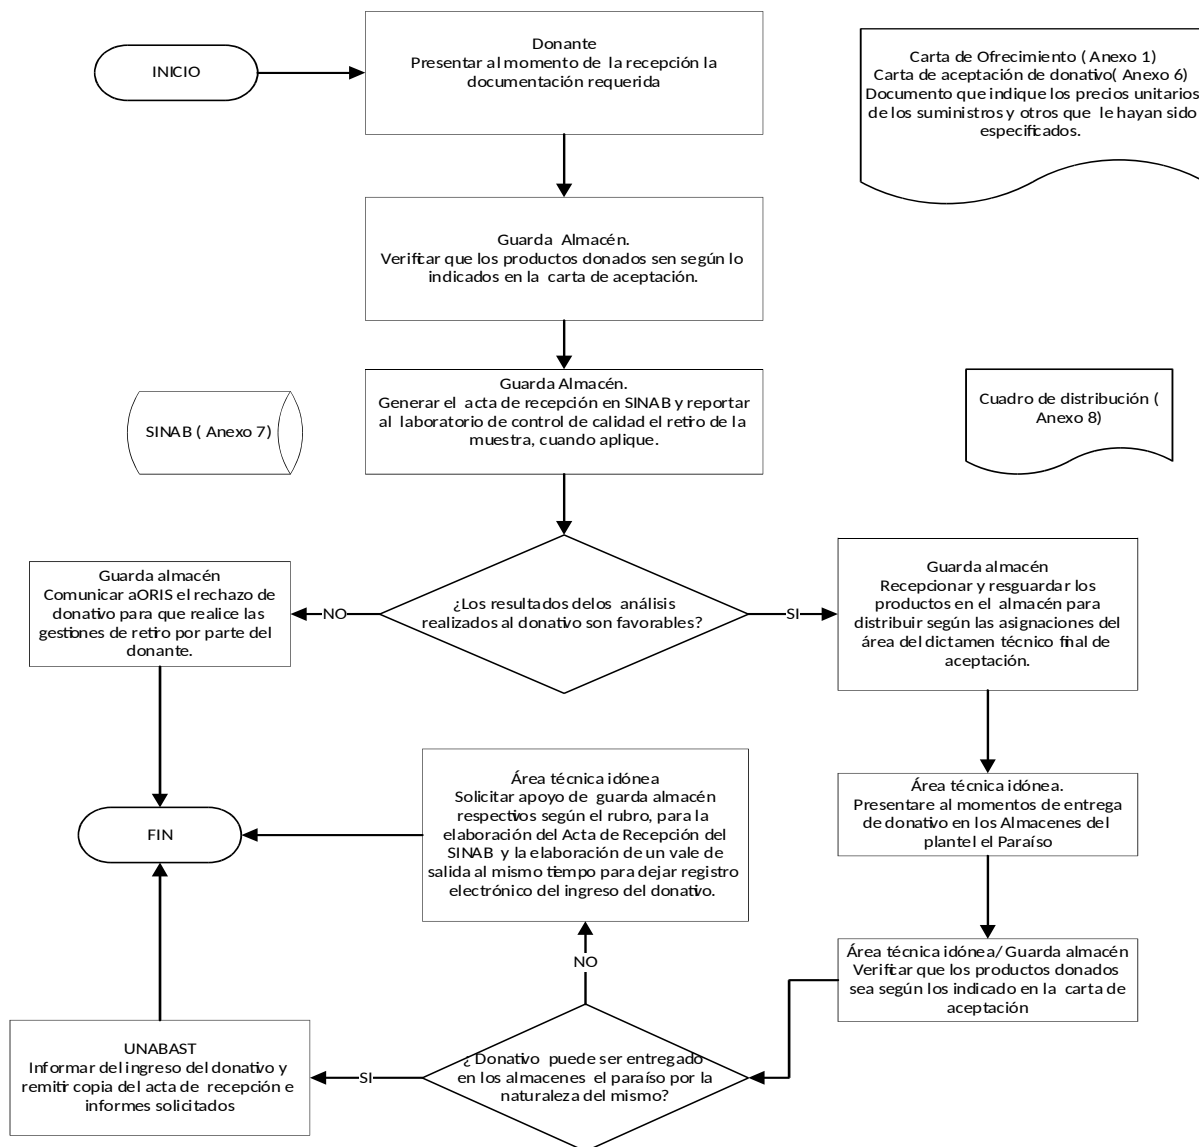 INICIO
Donante
Presentar al momento de la recepción la
documentación requerida
Carta de Ofrecimiento ( Anexo 1)
Carta de aceptación de donativo( Anexo 6)
Documento que indique los precios unitarios
de los suministros y otros que le hayan sido
especificados.
Guarda Almacén.
Verificar que los productos donados sen según lo
indicados en la carta de aceptación.
Guarda Almacén.
Generar el acta de recepción en SINAB y reportar
al laboratorio de control de calidad el retiro de la
muestra, cuando aplique.
SINAB ( Anexo 7)
Cuadro de distribución (
Anexo 8)
¿Los resultados delos análisis
realizados al donativo son favorables?
NO
SI
Guarda almacén
Comunicar aORIS el rechazo de
donativo para que realice las
gestiones de retiro por parte del
donante.
Guarda almacén
Recepcionar y resguardar los
productos en el almacén para
distribuir según las asignaciones del
área del dictamen técnico final de
aceptación.
Área técnica idónea.
Presentare al momentos de entrega
de donativo en los Almacenes del
plantel el Paraíso
Área técnica idónea
Solicitar apoyo de guarda almacén
respectivos según el rubro, para la
elaboración del Acta de Recepción del
SINAB y la elaboración de un vale de
salida al mismo tiempo para dejar registro
electrónico del ingreso del donativo.
FIN
Área técnica idónea/ Guarda almacén
Verificar que los productos donados
sea según los indicado en la carta de
aceptación
NO
¿ Donativo puede ser entregado
en los almacenes el paraíso por la
naturaleza del mismo?
SI
UNABAST
Informar del ingreso del donativo y
remitir copia del acta de recepción e
informes solicitados